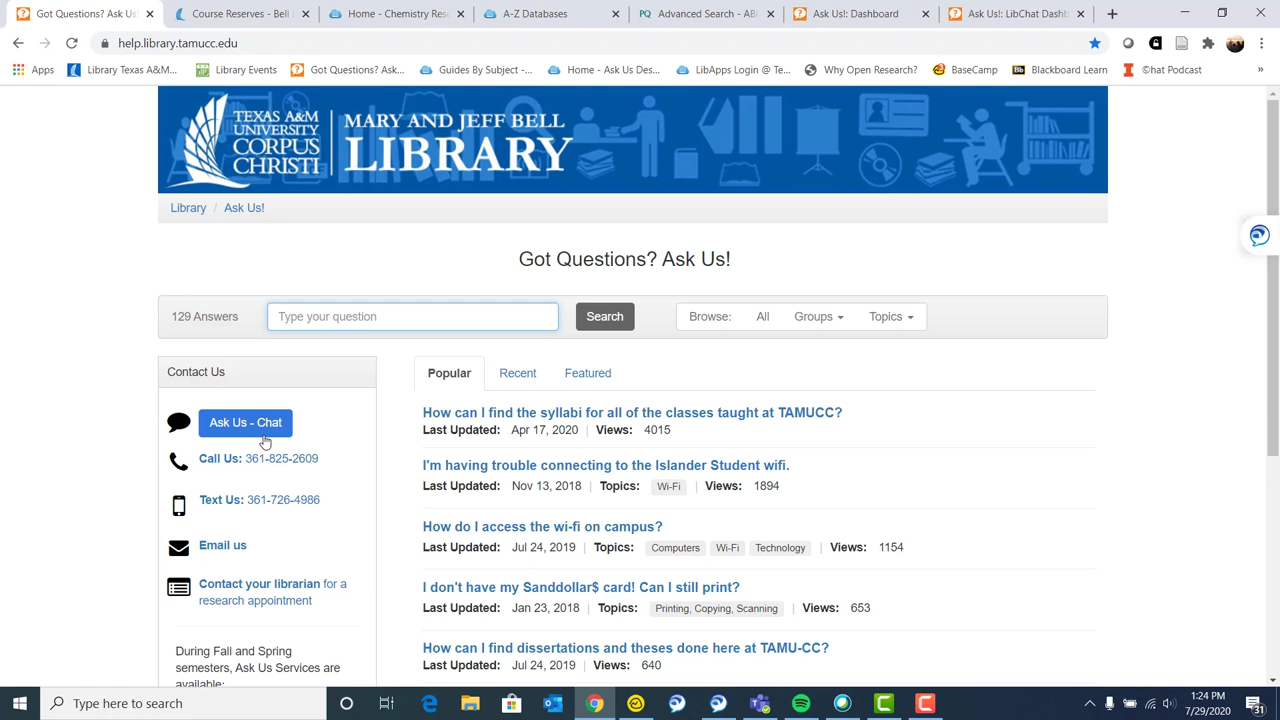 Got Questions? Ask Us!
Course Reserves - Bell
Home - Chemistry Res
A-Z Databases
PQ Advanced Search - AB
Ask Us!: Dashboard
Ask Us!: LibChat Dashb
help.library.tamucc.edu
Apps
Library Texas A&M...
Library Events
Got Questions? Ask...
Guides By Subject -...
Home - Ask Us Des...
LibApps Login @ Te...
Why Open Research?
BaseCamp
Bb Blackboard Learn
©hat Podcast
»
TEXAS A&M
UNIVERSITY
CORPUS
CHRISTI
MARY AND JEFF BELL
LIBRARY
Library / Ask Us!
Got Questions? Ask Us!
129 Answers
Type your question
Search
Browse: All Groups Topics
Contact Us
Ask Us - Chat
Call Us: 361-825-2609
Text Us: 361-726-4986
Email us
Contact your librarian for a
research appointment
During Fall and Spring
semesters, Ask Us Services are
available:
Popular Recent Featured
How can I find the syllabi for all of the classes taught at TAMUCC?
Last Updated: Apr 17, 2020 | Views: 4015
I'm having trouble connecting to the Islander Student wifi.
Last Updated: Nov 13, 2018 | Topics: Wi-Fi | Views: 1894
How do I access the wi-fi on campus?
Last Updated: Jul 24, 2019 | Topics: Computers Wi-Fi Technology | Views: 1154
I don't have my Sanddollar$ card! Can I still print?
Last Updated: Jan 23, 2018 | Topics: Printing, Copying, Scanning | Views: 653
How can I find dissertations and theses done here at TAMU-CC?
Last Updated: Jul 24, 2019 | Views: 640
Type here to search
1:24 PM
7/29/2020
31